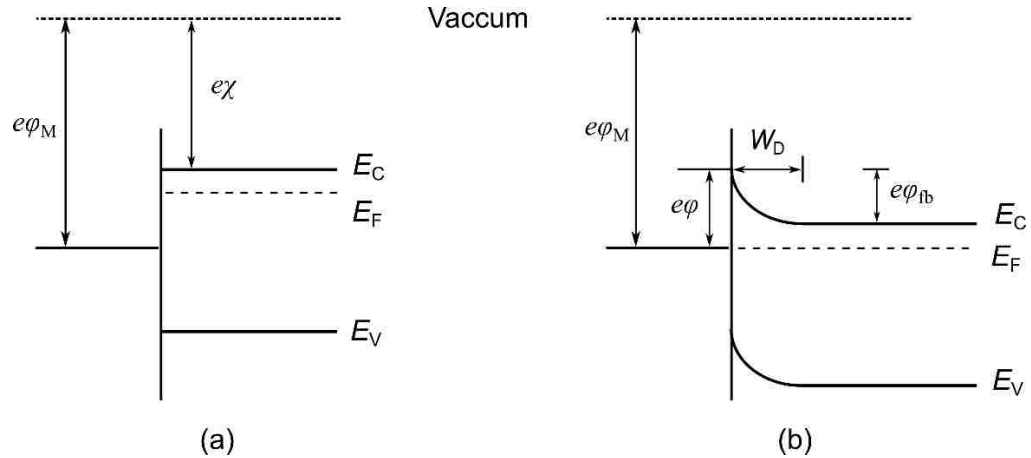 Vaccum
eχ
eφM
EC
EF
EV
(a)
eφM
WD
eφ
eφfb
EC
EF
EV
(b)